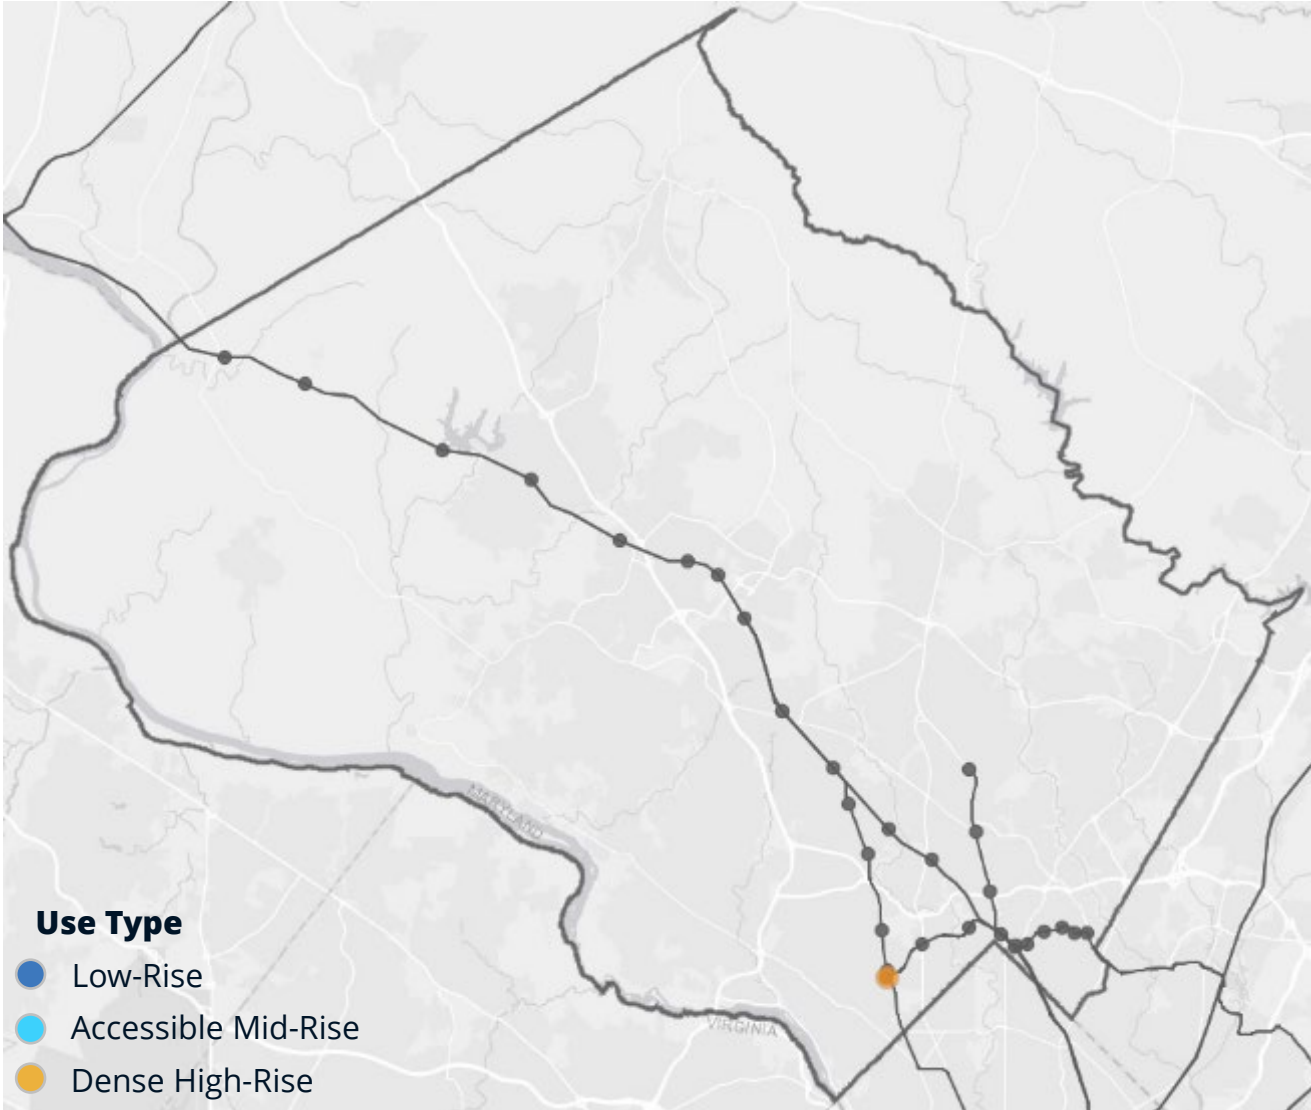 MARYLAND
VIRGINIA
Use Type
Low-Rise
Accessible Mid-Rise
Dense High-Rise